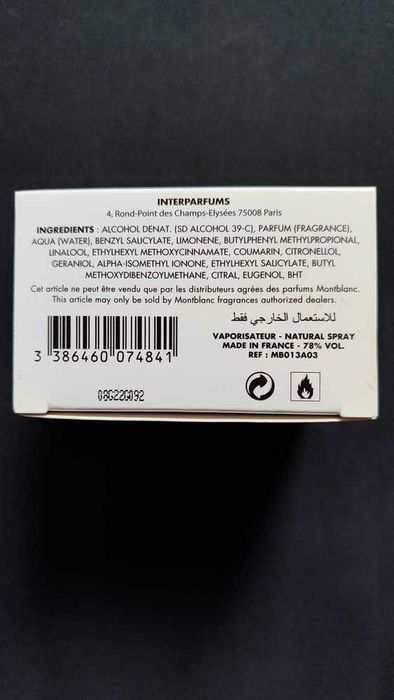 INTERPARFUMS
4, Rond-Point des Champs-Elysées 75008 Paris
INGREDIENTS : ALCOHOL DENAT. (SD ALCOHOL 39-C), PARFUM (FRAGRANCE),
AQUA (WATER), BENZYL SALICYLATE, LIMONENE, BUTYLPHENYL METHYLPROPIONAL,
LINALOOL, ETHYLHEXYL METHOXYCINNAMATE, COUMARIN, CITRONELLOL,
GERANIOL, ALPHA-ISOMETHYL IONONE, ETHYLHEXYL SALICYLATE, BUTYL
METHOXYDIBENZOYLMETHANE, CITRAL, EUGENOL, BHT
Cet article ne peut être vendu que par les distributeurs agrées des parfums Montblanc.
This article may only be sold by Montblanc fragrances authorized dealers.
للاستعمال الخارجي فقط
VAPORISATEUR - NATURAL SPRAY
MADE IN FRANCE - 78% VOL.
REF : MB013A03
3 386460 074841
08G22G092